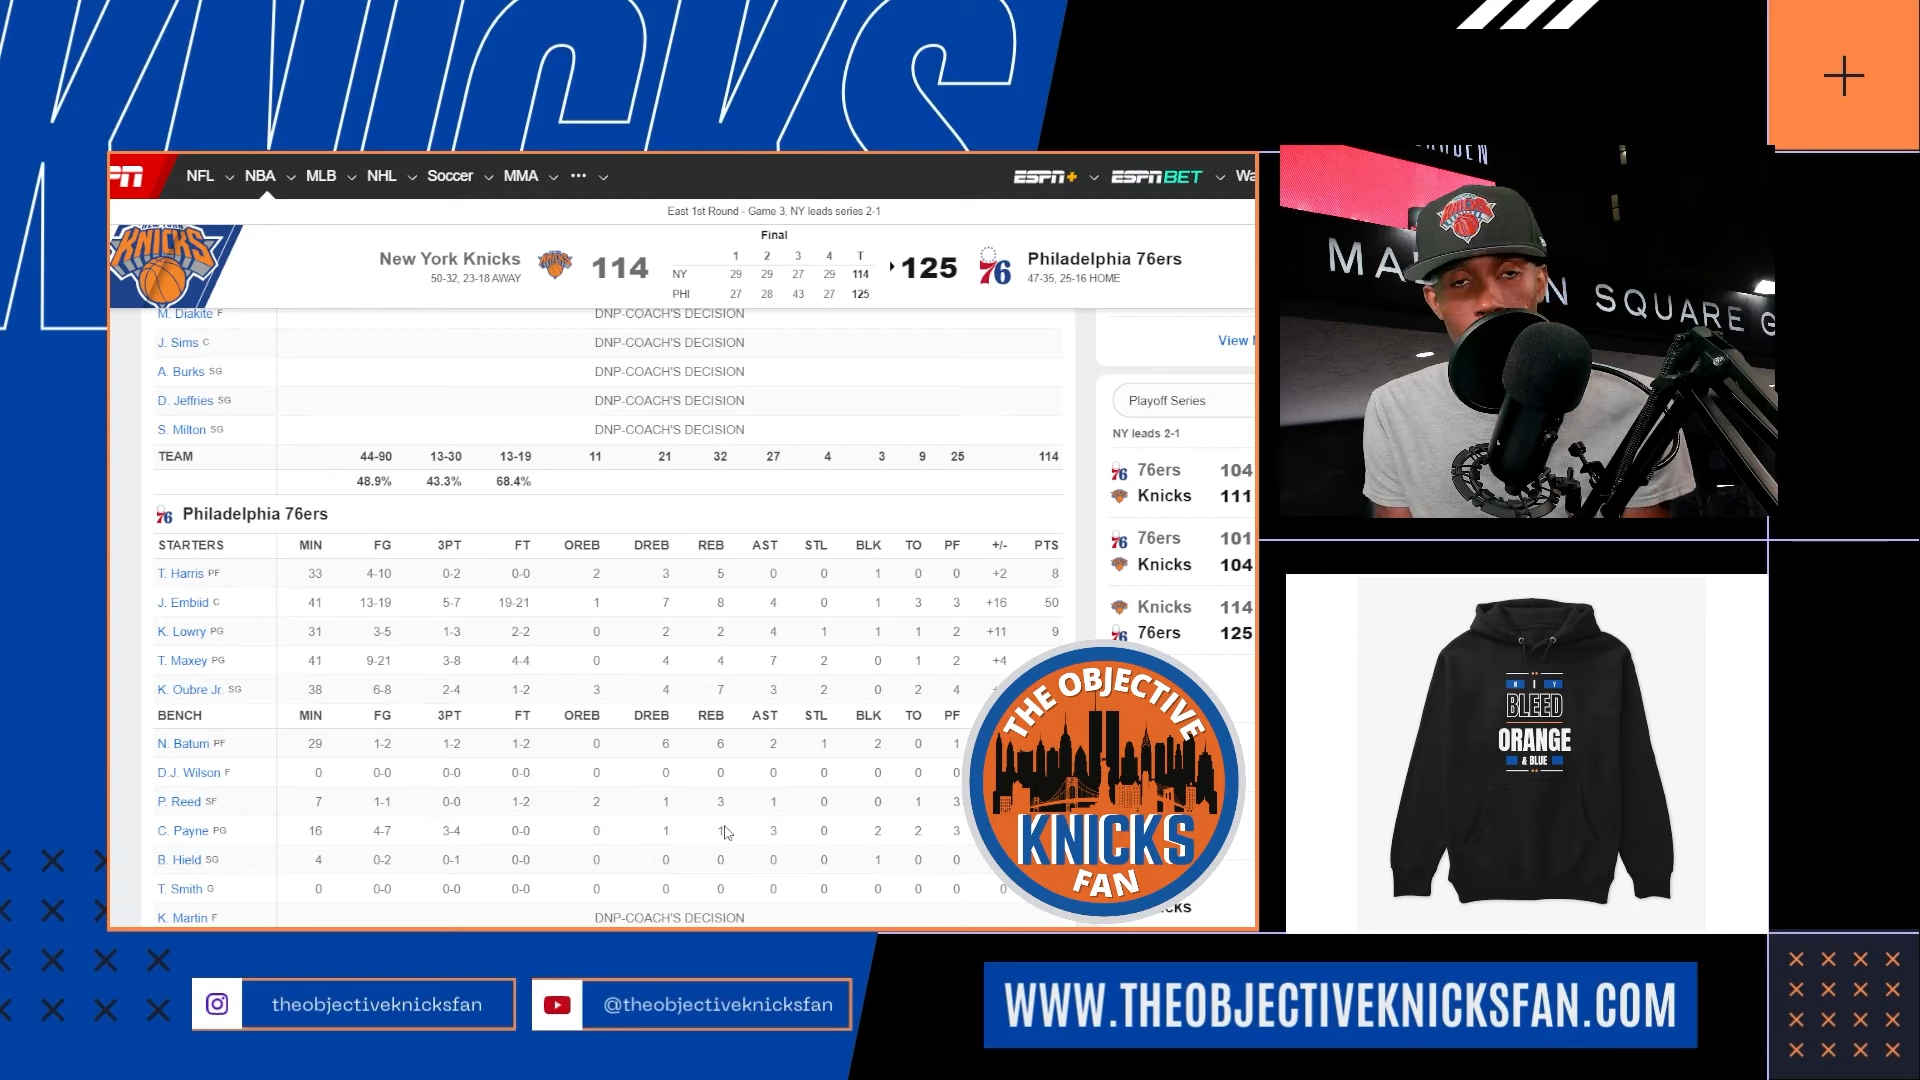 KNICKS
NFL NBA MLB NHL Soccer MMA ••• ESPN+ ESPN BET
East 1st Round - Game 3, NY leads series 2-1
KNICKS
New York Knicks
50-32, 23-18 AWAY
114
Final
1 2 3 4 T
NY 29 29 27 29 114
PHI 27 28 43 27 125
125
76
Philadelphia 76ers
47-35, 25-16 HOME
M. Diakite F DNP-COACH'S DECISION
J. Sims C DNP-COACH'S DECISION
A. Burks SG DNP-COACH'S DECISION
D. Jeffries SG DNP-COACH'S DECISION
S. Milton SG DNP-COACH'S DECISION
TEAM 44-90 13-30 13-19 11 21 32 27 4 3 9 25 114
48.9% 43.3% 68.4%
76 Philadelphia 76ers
STARTERS MIN FG 3PT FT OREB DREB REB AST STL BLK TO PF +/- PTS
T. Harris PF 33 4-10 0-2 0-0 2 3 5 0 0 1 0 0 +2 8
J. Embiid C 41 13-19 5-7 19-21 1 7 8 4 0 1 3 3 +16 50
K. Lowry PG 31 3-5 1-3 2-2 0 2 2 4 1 1 1 2 +11 9
T. Maxey PG 41 9-21 3-8 4-4 0 4 4 7 2 0 1 2 +4
K. Oubre Jr. SG 38 6-8 2-4 1-2 3 4 7 3 2 0 2 4
BENCH MIN FG 3PT FT OREB DREB REB AST STL BLK TO PF
N. Batum PF 29 1-2 1-2 1-2 0 6 6 2 1 2 0 1
D.J. Wilson F 0 0-0 0-0 0-0 0 0 0 0 0 0 0 0
P. Reed SF 7 1-1 0-0 1-2 2 1 3 1 0 0 1 3
C. Payne PG 16 4-7 3-4 0-0 0 1 1 3 0 2 2 3
B. Hield SG 4 0-2 0-1 0-0 0 0 0 0 0 1 0 0
T. Smith G 0 0-0 0-0 0-0 0 0 0 0 0 0 0 0 0
K. Martin F DNP-COACH'S DECISION
View
Playoff Series
NY leads 2-1
76 76ers 104
Knicks 111
76 76ers 101
Knicks 104
Knicks 114
76 76ers 125
THE OBJECTIVE
KNICKS
FAN
KNICKS
SQUARE G
N I Y
BLEED
ORANGE
& BLUE
theobjectiveknicksfan
@theobjectiveknicksfan
WWW.THEOBJECTIVEKNICKSFAN.COM